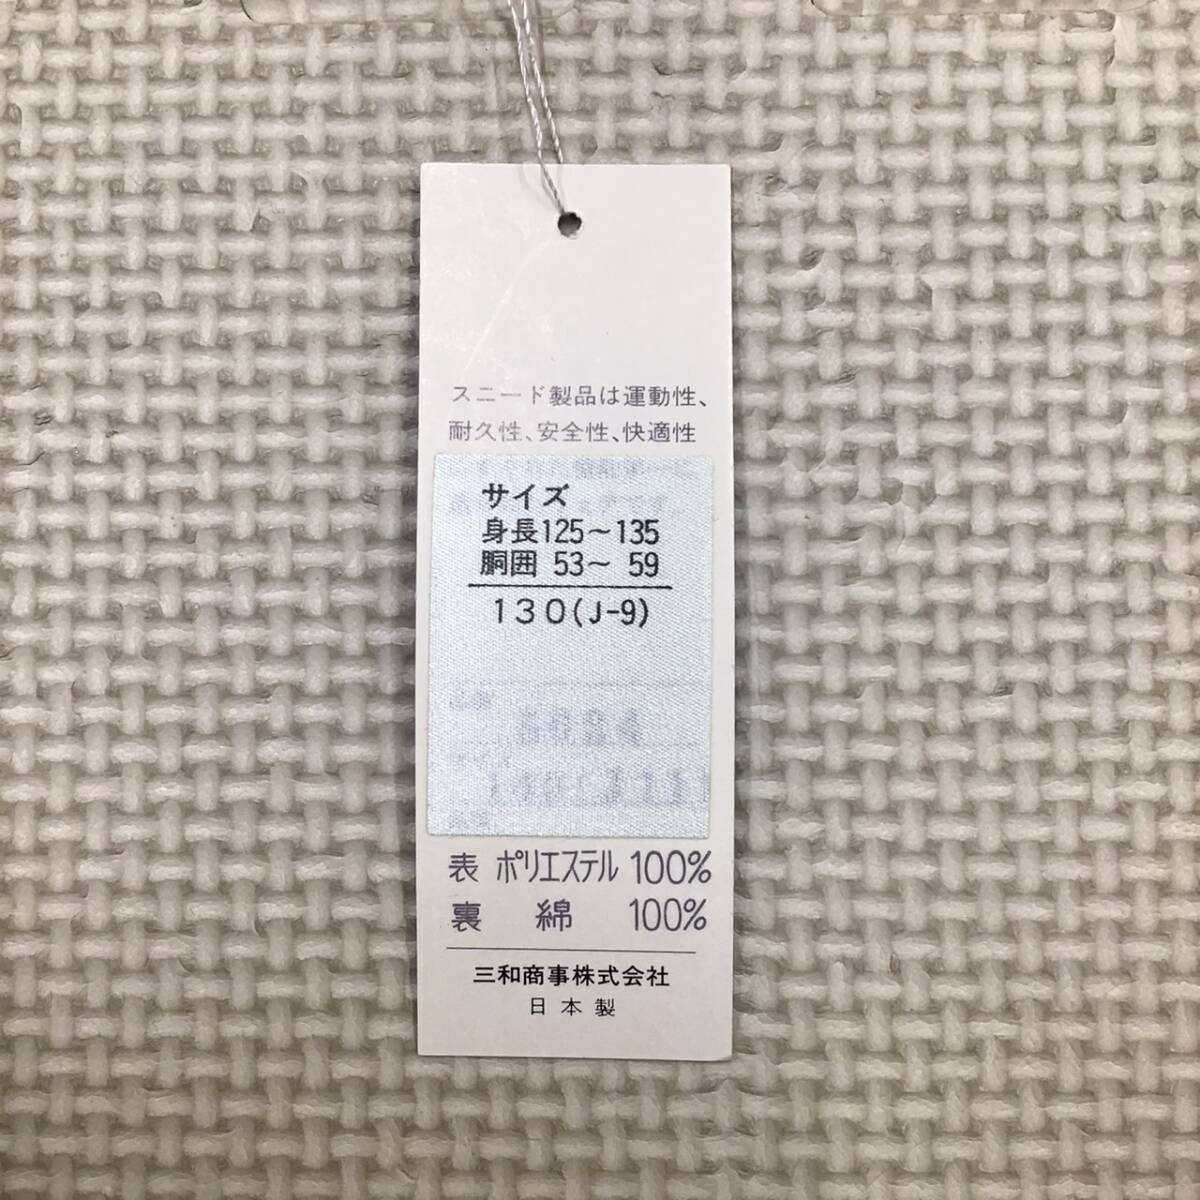 スニード製品は運動性、
耐久性、安全性、快適性
サイズ
身長125～135
胴囲 53～ 59
130(J-9)
表 ポリエステル 100%
裏 綿 100%
三和商事株式会社
日本製